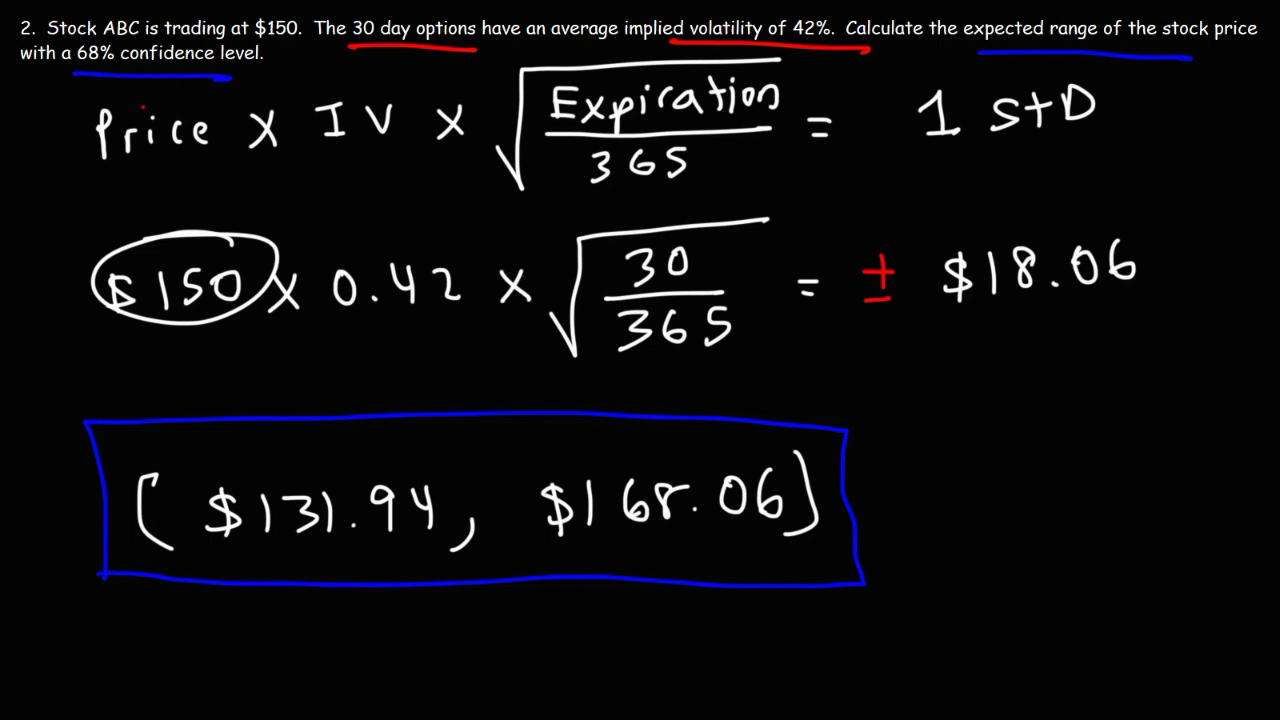 2. Stock ABC is trading at $150. The 30 day options have an average implied volatility of 42%. Calculate the expected range of the stock price
with a 68% confidence level.
Price x IV x √(Expiration/365) = 1 StD
$150 x 0.42 x √(30/365) = ± $18.06
[$131.94, $168.06]